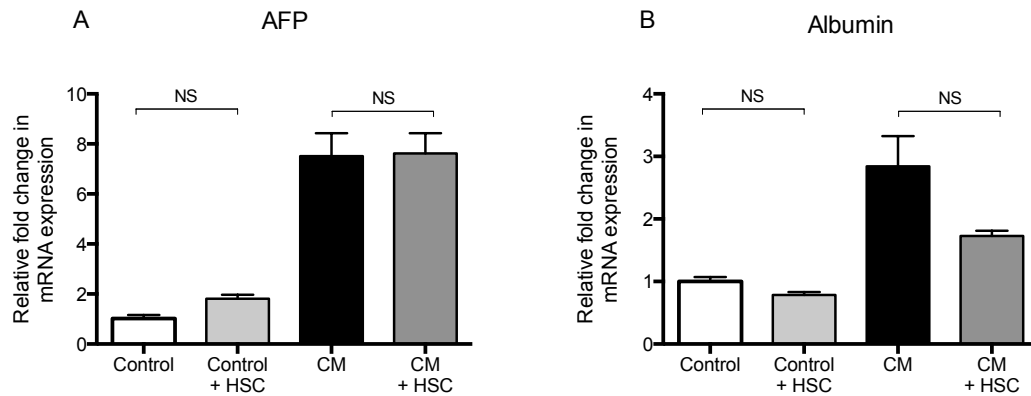 A
AFP
Relative fold change in
mRNA expression
10
8
6
4
2
0
NS
NS
Control
Control
+ HSC
CM
CM
+ HSC
B
Albumin
Relative fold change in
mRNA expression
4
3
2
1
0
NS
NS
Control
Control
+ HSC
CM
CM
+ HSC